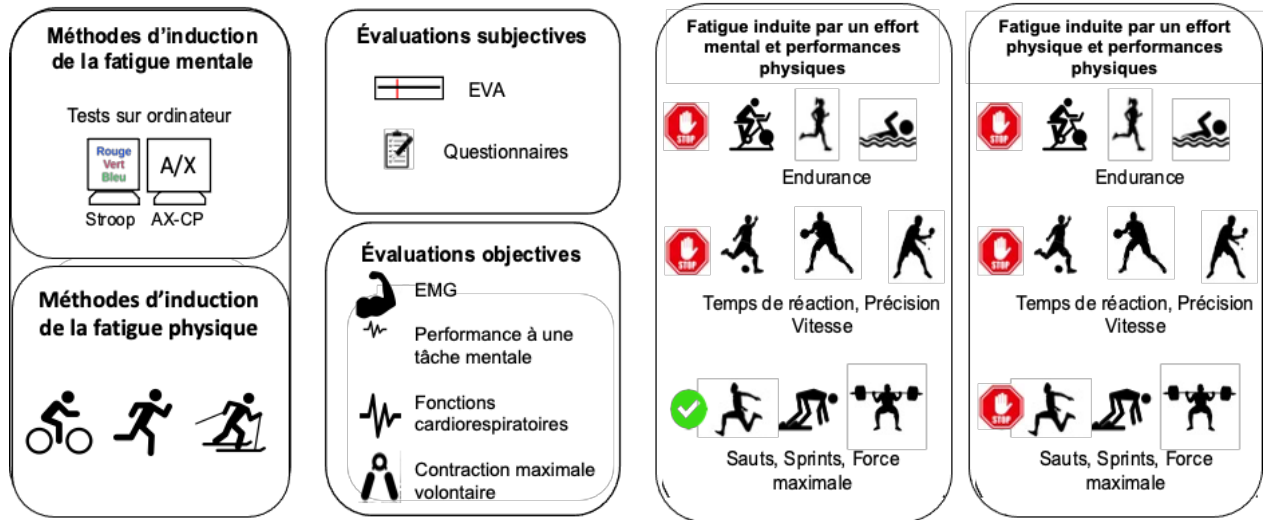 Méthodes d'induction
de la fatigue mentale
Tests sur ordinateur
Rouge
Vert
Bleu
A/X
Stroop
AX-CP
Méthodes d'induction
de la fatigue physique
Évaluations subjectives
EVA
Questionnaires
Évaluations objectives
EMG
Performance à une
tâche mentale
Fonctions
cardiorespiratoires
Contraction maximale
volontaire
Fatigue induite par un effort
mental et performances
physiques
STOP
Endurance
STOP
Temps de réaction, Précision
Vitesse
Sauts, Sprints, Force
maximale
Fatigue induite par un effort
physique et performances
physiques
STOP
Endurance
STOP
Temps de réaction, Précision
Vitesse
STOP
Sauts, Sprints, Force
maximale